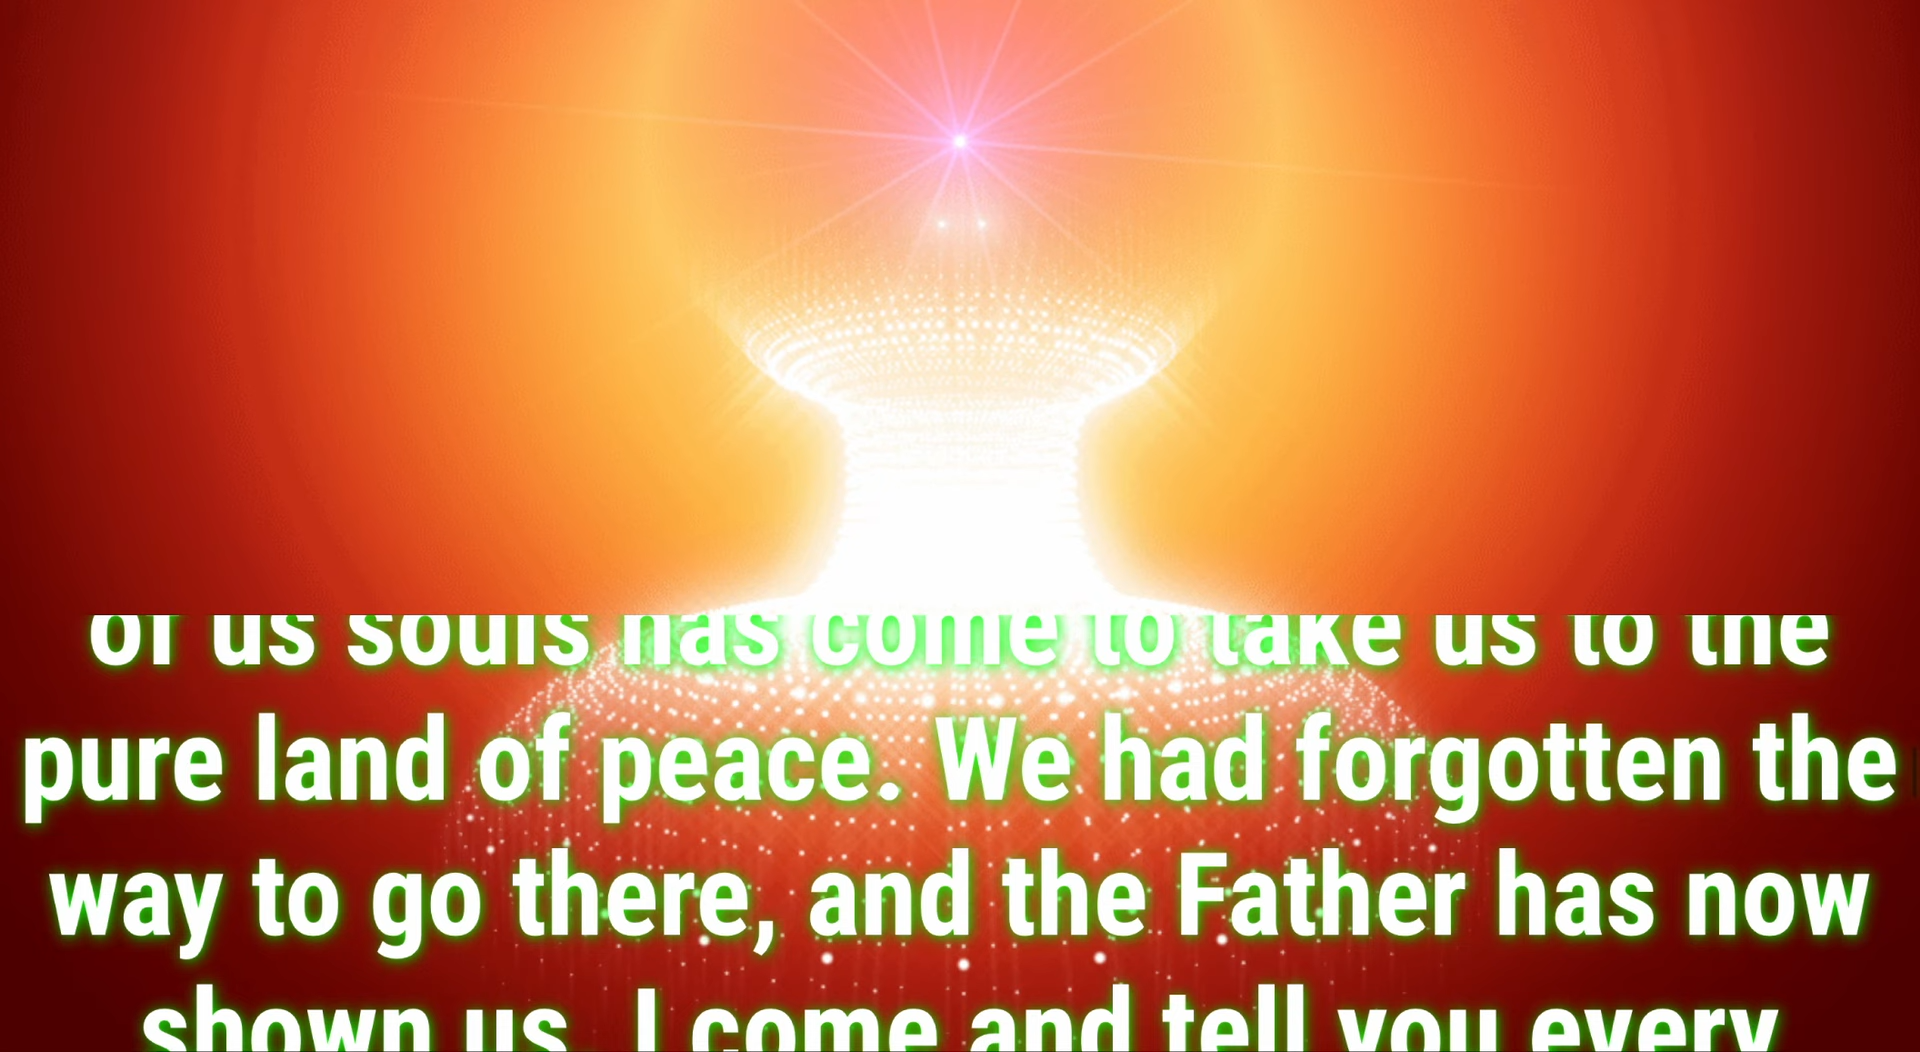 of us souls has come to take us to the
pure land of peace. We had forgotten the
way to go there, and the Father has now
shown us. I come and tell you every